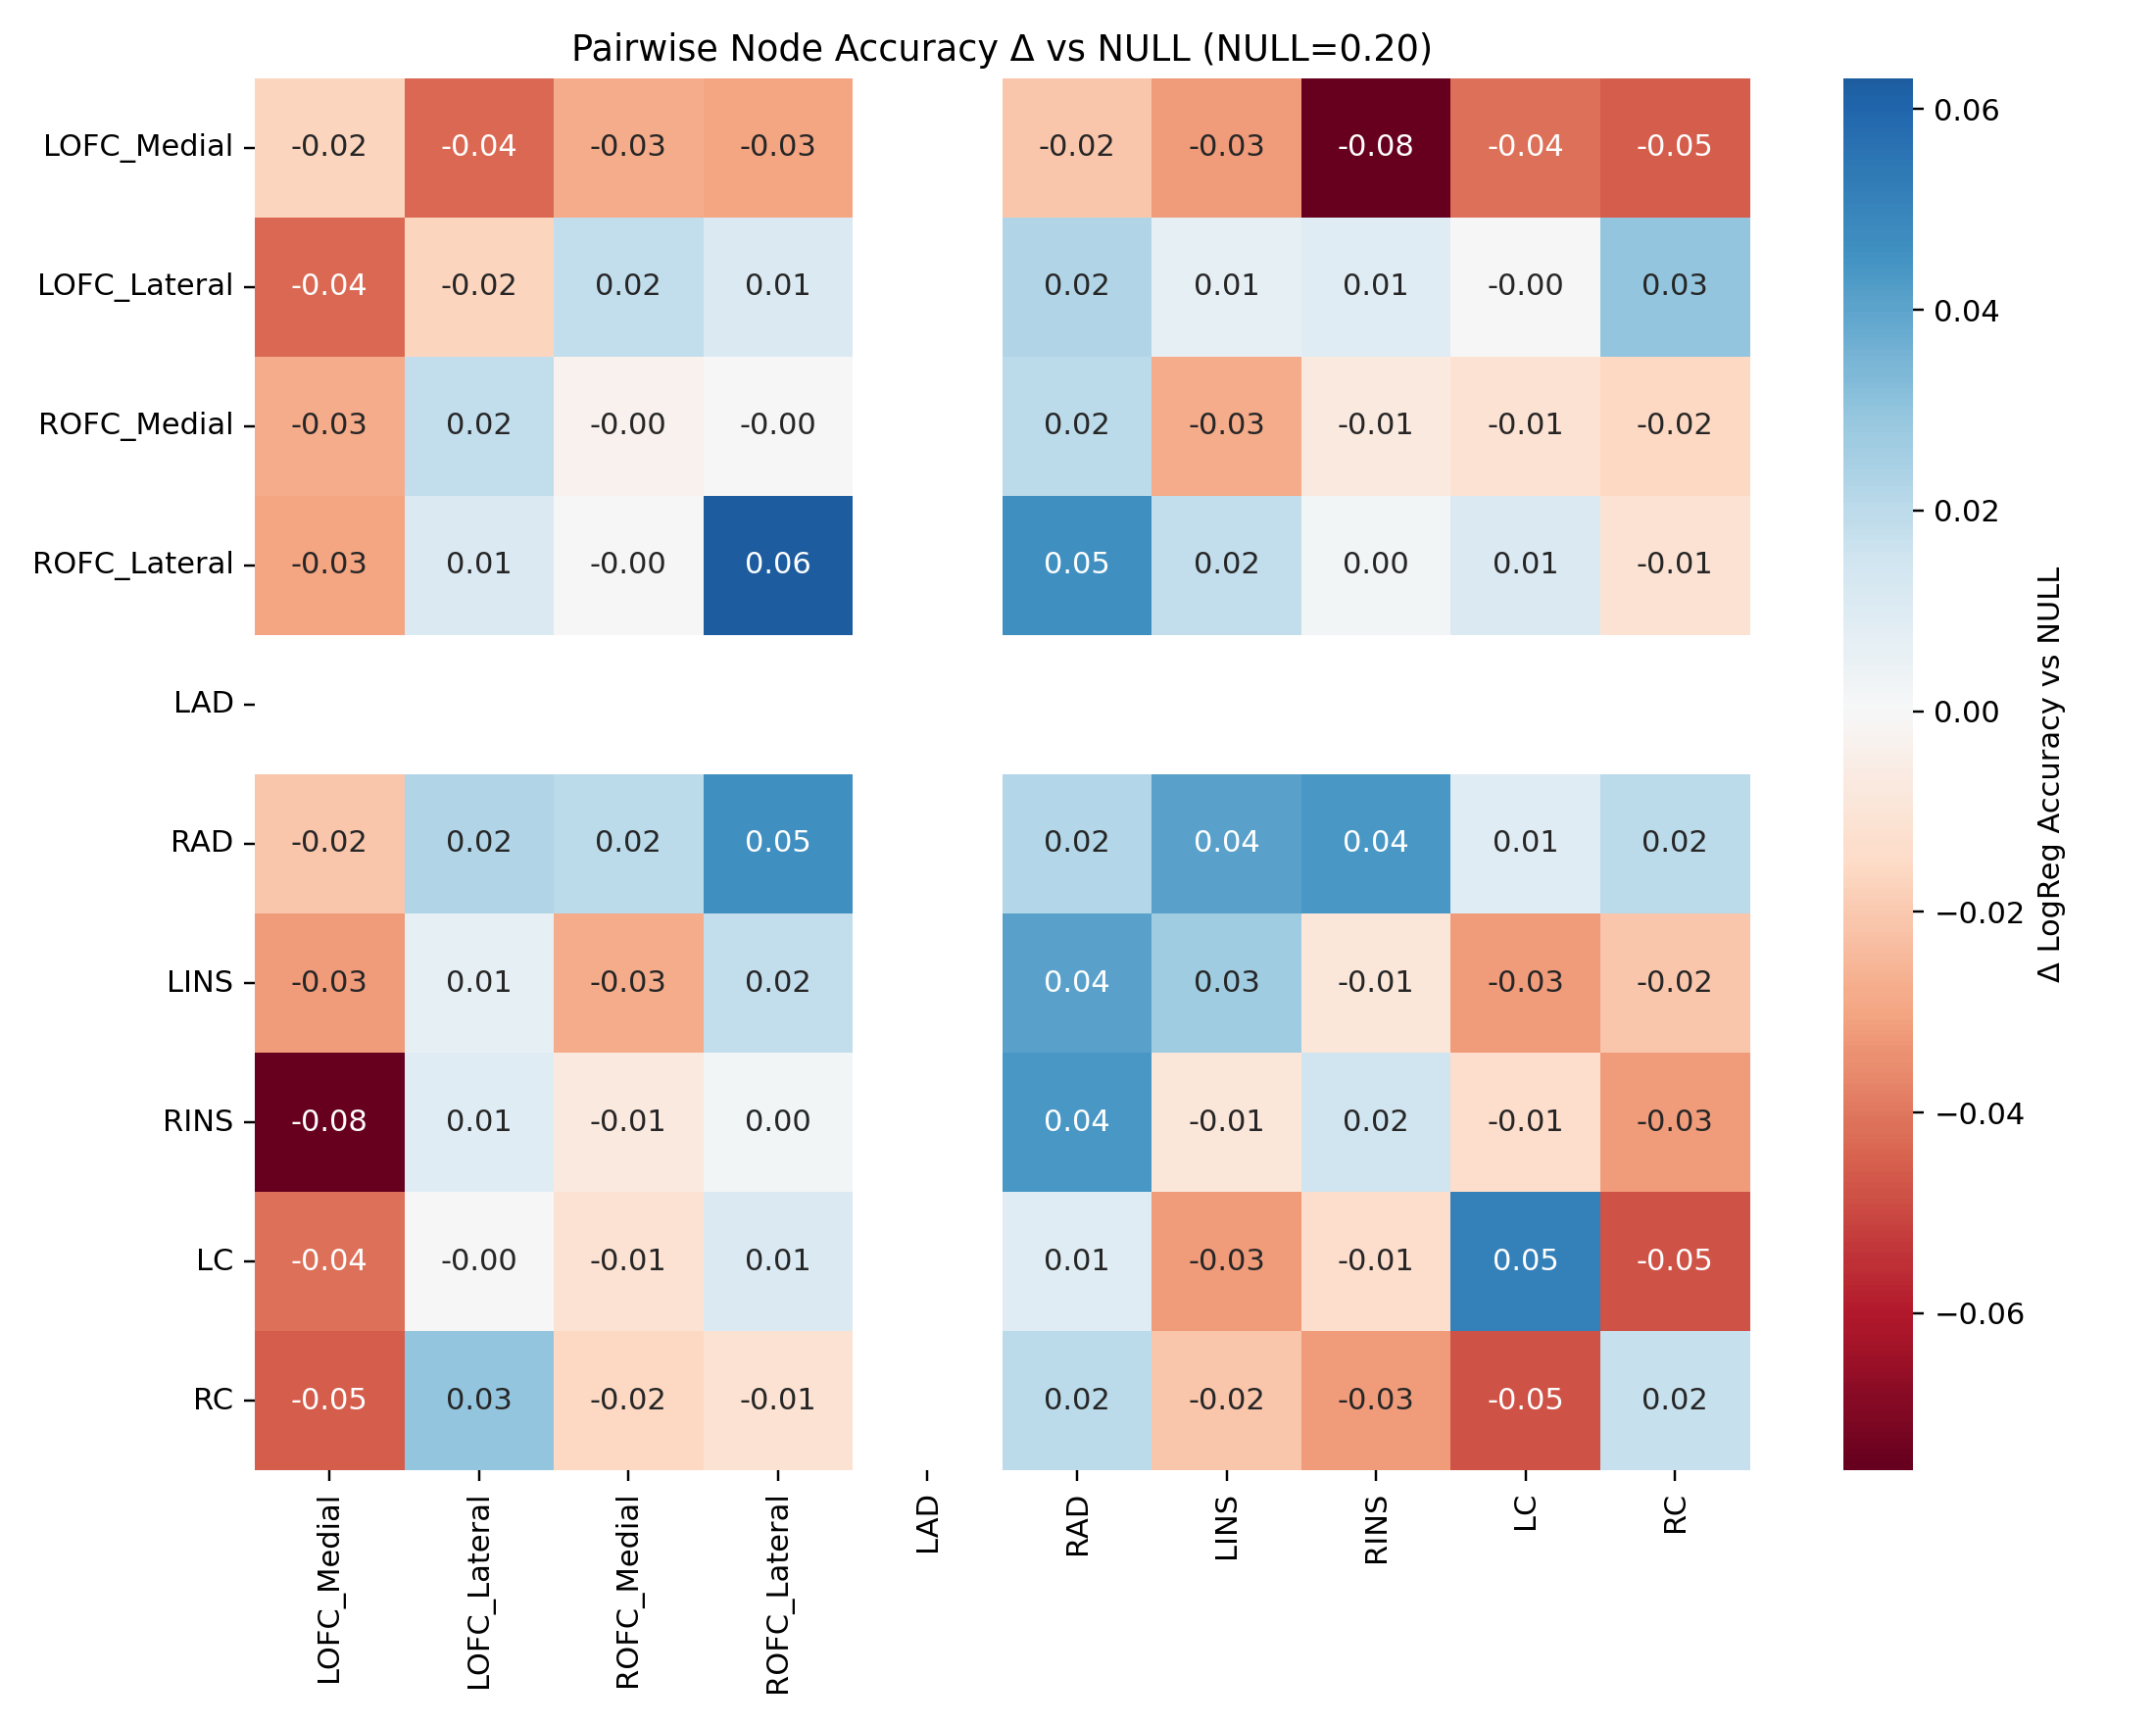 Pairwise Node Accuracy Δ vs NULL (NULL=0.20)
LOFC_Medial -0.02 -0.04 -0.03 -0.03 -0.02 -0.03 -0.08 -0.04 -0.05
LOFC_Lateral -0.04 -0.02 0.02 0.01 0.02 0.01 0.01 -0.00 0.03
ROFC_Medial -0.03 0.02 -0.00 -0.00 0.02 -0.03 -0.01 -0.01 -0.02
ROFC_Lateral -0.03 0.01 -0.00 0.06 0.05 0.02 0.00 0.01 -0.01
LAD
RAD -0.02 0.02 0.02 0.05 0.02 0.04 0.04 0.01 0.02
LINS -0.03 0.01 -0.03 0.02 0.04 0.03 -0.01 -0.03 -0.02
RINS -0.08 0.01 -0.01 0.00 0.04 -0.01 0.02 -0.01 -0.03
LC -0.04 -0.00 -0.01 0.01 0.01 -0.03 -0.01 0.05 -0.05
RC -0.05 0.03 -0.02 -0.01 0.02 -0.02 -0.03 -0.05 0.02
LOFC_Medial LOFC_Lateral ROFC_Medial ROFC_Lateral LAD RAD LINS RINS LC RC
0.06
0.04
0.02
0.00
−0.02
−0.04
−0.06
Δ LogReg Accuracy vs NULL